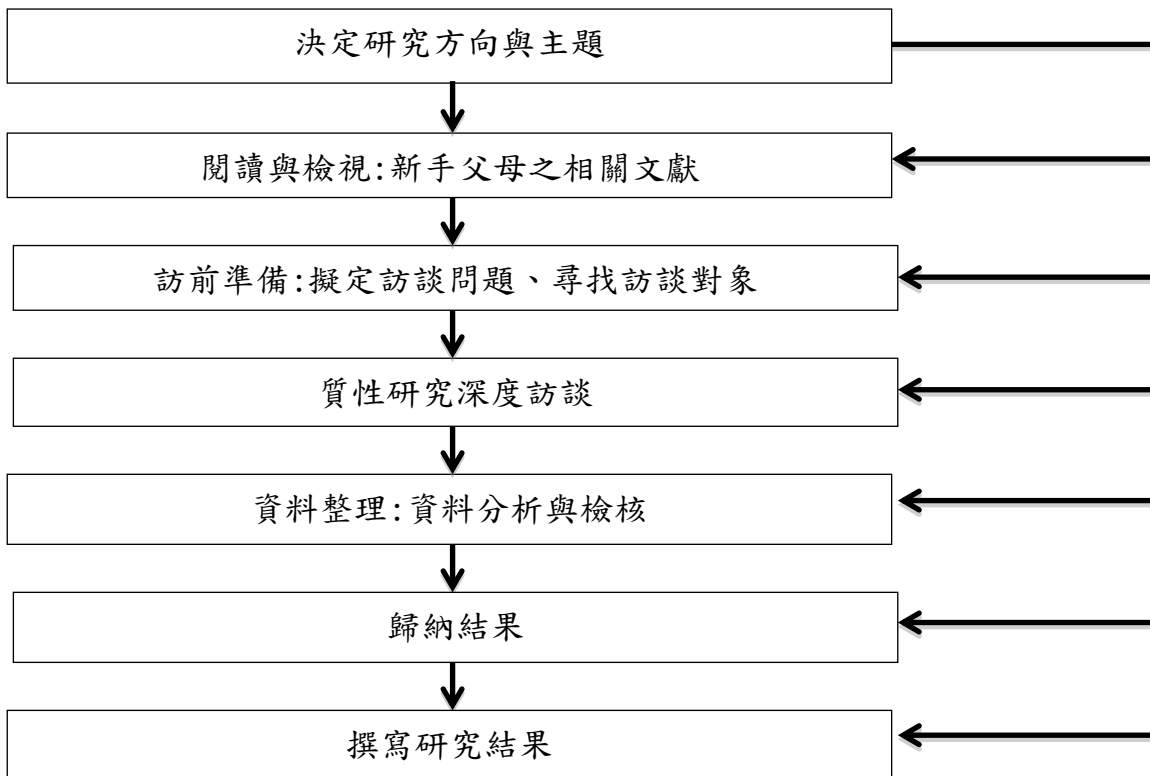 決定研究方向與主題
閱讀與檢視:新手父母之相關文獻
訪前準備:擬定訪談問題、尋找訪談對象
質性研究深度訪談
資料整理:資料分析與檢核
歸納結果
撰寫研究結果